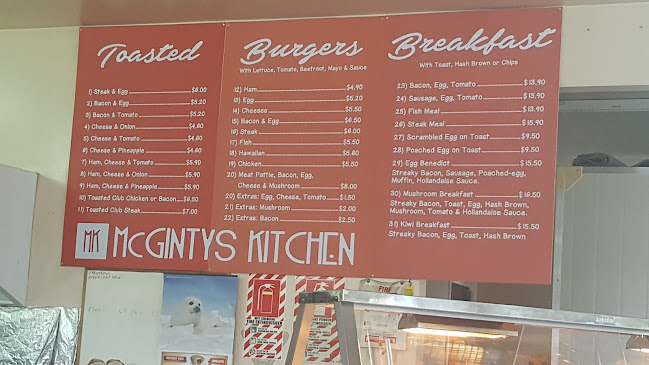 Toasted
1) Steak & Egg $6.00
2) Bacon & Egg $5.20
3) Bacon & Tomato $5.20
4) Cheese & Onion $4.60
5) Cheese & Tomato $4.60
6) Cheese & Pineapple $4.60
7) Ham, Cheese & Tomato $5.90
8) Ham, Cheese & Onion $5.90
9) Ham, Cheese & Pineapple $5.90
10) Toasted Club Chicken or Bacon $6.50
11) Toasted Club Steak $7.00
Burgers
With Lettuce, Tomato, Beetroot, Mayo & Sauce
12) Ham $4.90
13) Egg $5.20
14) Cheeses $5.50
15) Bacon & Egg $6.50
16) Steak $6.00
17) Fish $5.50
18) Hawaiian $5.60
19) Chicken $5.50
20) Meat Pattie, Bacon, Egg,
Cheese & Mushroom $8.00
20) Extras: Egg, Cheese, Tomato $1.50
21) Extras: Mushroom $2.00
22) Extras: Bacon $2.50
Breakfast
With Toast, Hash Brown or Chips
23) Bacon, Egg, Tomato $13.90
24) Sausage, Egg, Tomato $13.90
25) Fish Meal $13.90
26) Steak Meal $15.90
27) Scrambled Egg on Toast $9.50
28) Poached Egg on Toast $9.50
29) Egg Benedict $15.50
Streaky Bacon, Sausage, Poached-egg,
Muffin, Hollandaise Sauce.
30) Mushroom Breakfast $16.50
Streaky Bacon, Toast, Egg, Hash Brown,
Mushroom, Tomato & Hollandaise Sauce.
31) Kiwi Breakfast $15.50
Streaky Bacon, Egg, Toast, Hash Brown
MK McGINTYS KITCHEN
FIRE